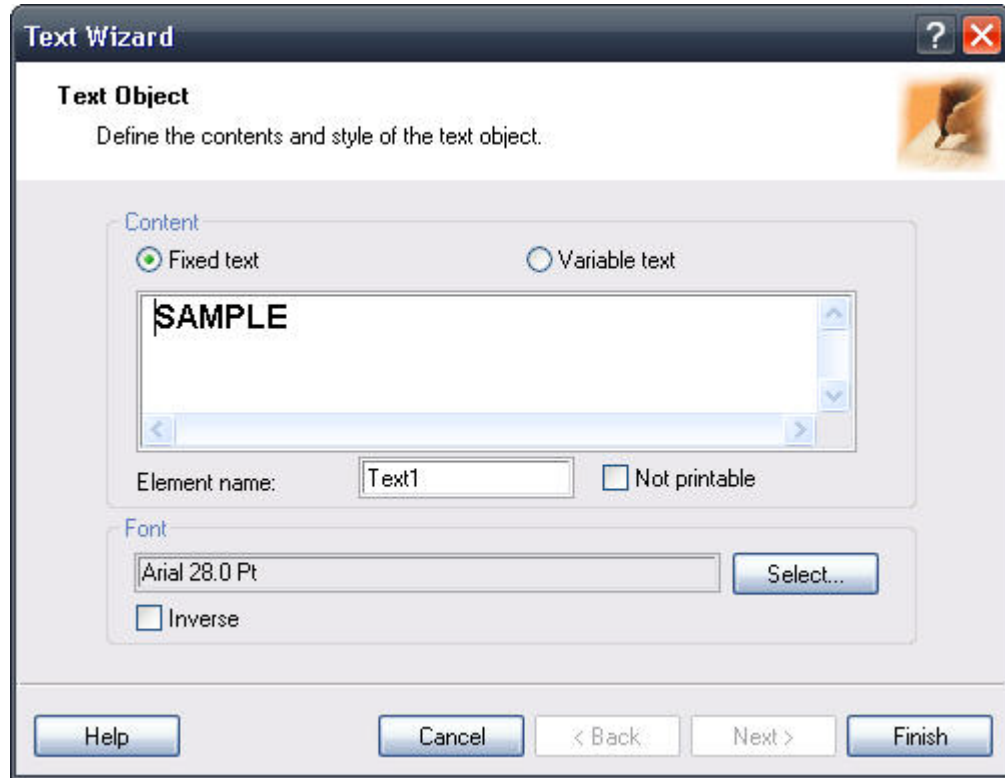 Text Wizard ?
Text Object
Define the contents and style of the text object.
Content
Fixed text Variable text
SAMPLE
Element name: Text1 Not printable
Font
Arial 28.0 Pt Select...
Inverse
Help Cancel < Back Next > Finish